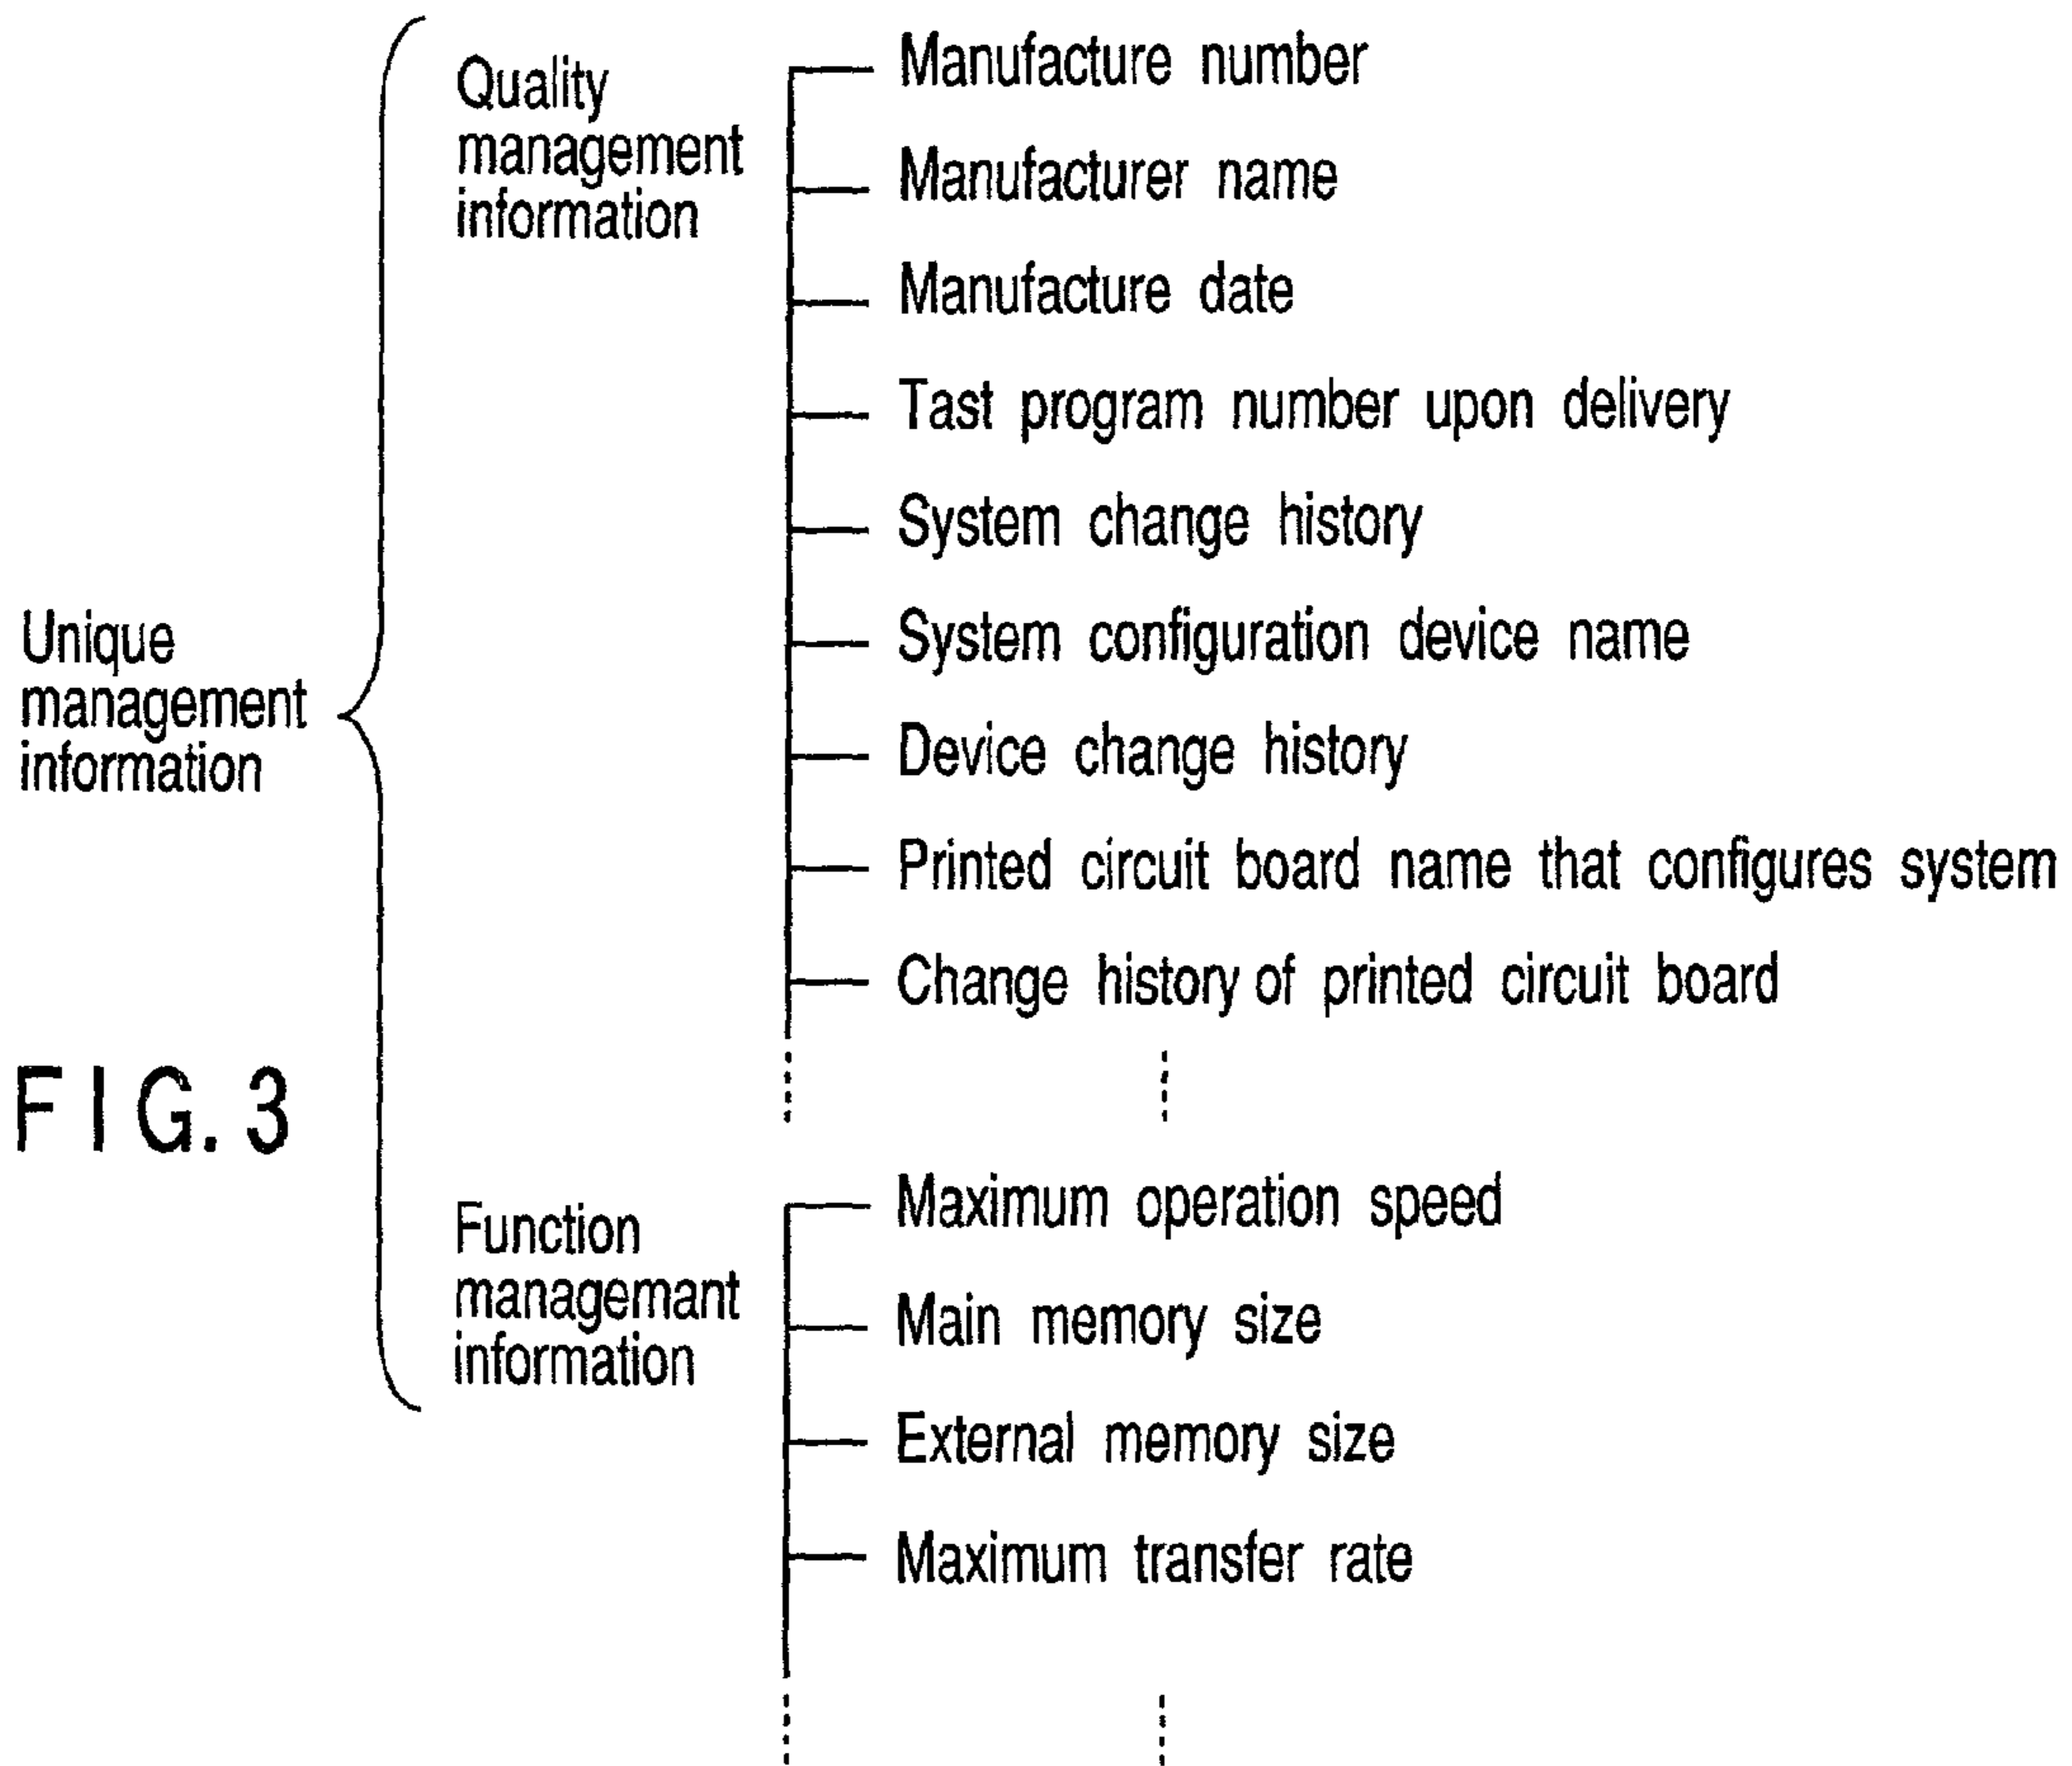 Unique
management
information
Quality
management
information
Manufacture number
Manufacturer name
Manufacture date
Tast program number upon delivery
System change history
System configuration device name
Device change history
Printed circuit board name that configures system
Change history of printed circuit board
Function
managemant
information
Maximum operation speed
Main memory size
External memory size
Maximum transfer rate
FIG. 3